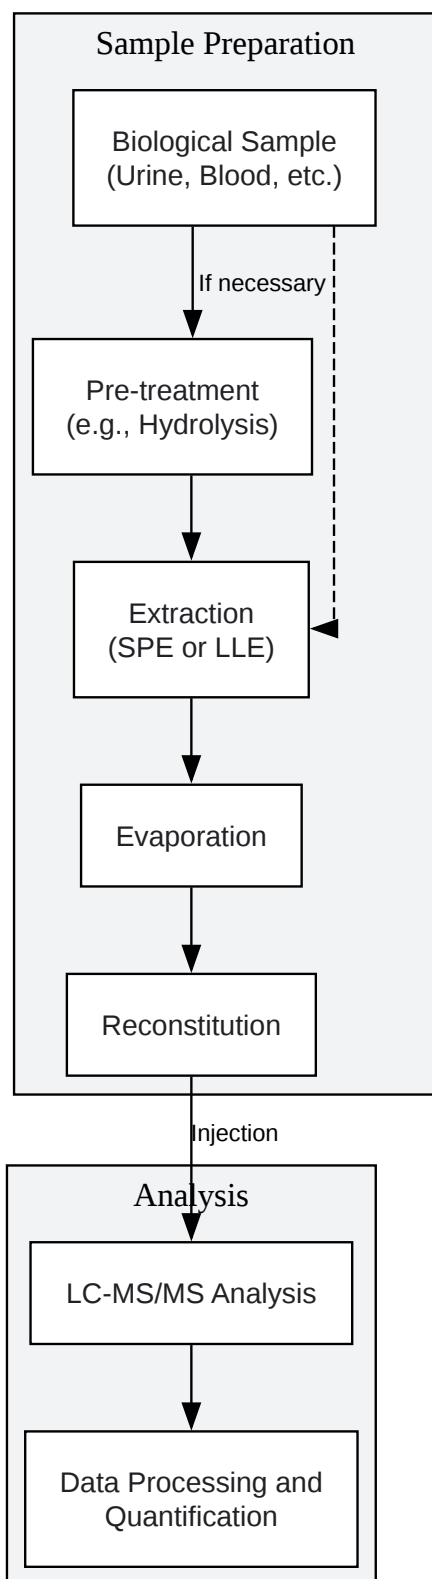 Sample Preparation
Biological Sample
(Urine, Blood, etc.)
If necessary
Pre-treatment
(e.g., Hydrolysis)
Extraction
(SPE or LLE)
Evaporation
Reconstitution
Injection
Analysis
LC-MS/MS Analysis
Data Processing and
Quantification